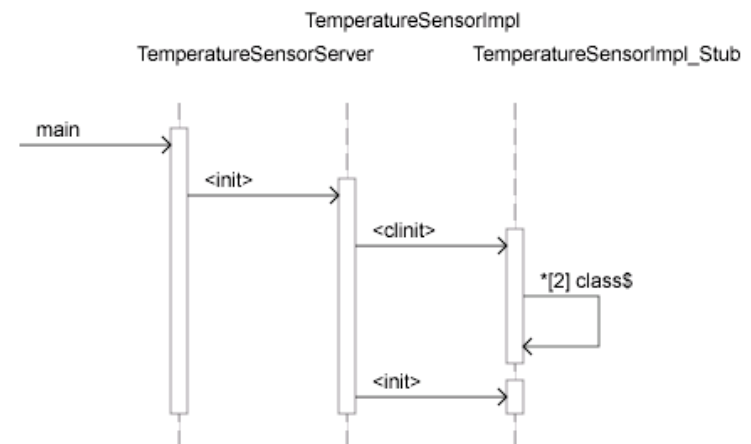 TemperatureSensorImpl
TemperatureSensorServer
TemperatureSensorImpl_Stub
main
<init>
<clinit>
*[2] class$
<init>